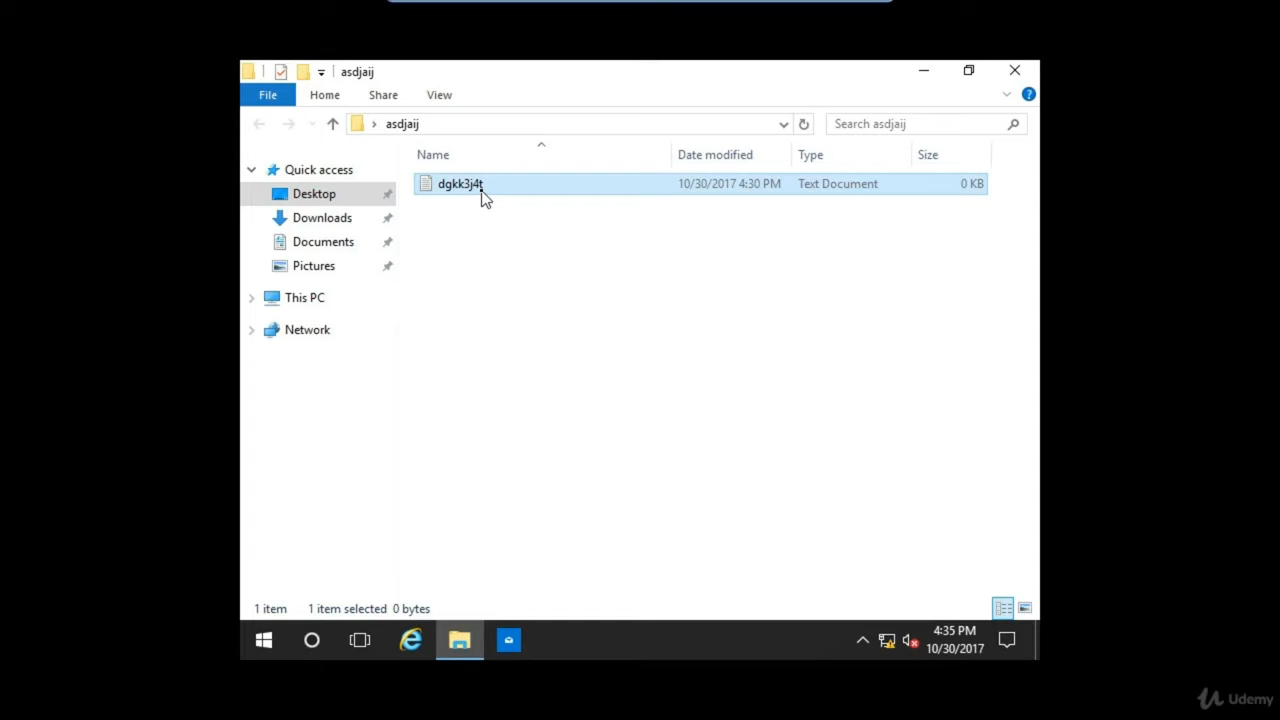 asdjaij
File Home Share View
asdjaij Search asdjaij
Name Date modified Type Size
Quick access
dgkk3j4t 10/30/2017 4:30 PM Text Document 0 KB
Desktop
Downloads
Documents
Pictures
This PC
Network
1 item 1 item selected 0 bytes
4:35 PM
10/30/2017
Udemy